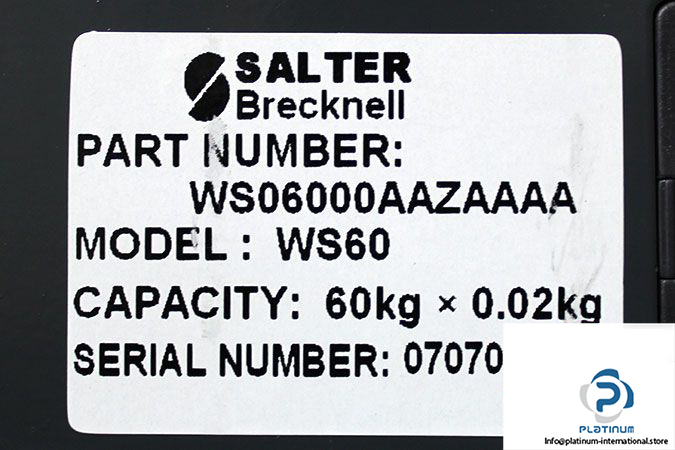 SALTER
Brecknell
PART NUMBER:
WS06000AAZAAAA
MODEL : WS60
CAPACITY: 60kg × 0.02kg
SERIAL NUMBER: 07070
PLATINUM
Info@platinum-international.store